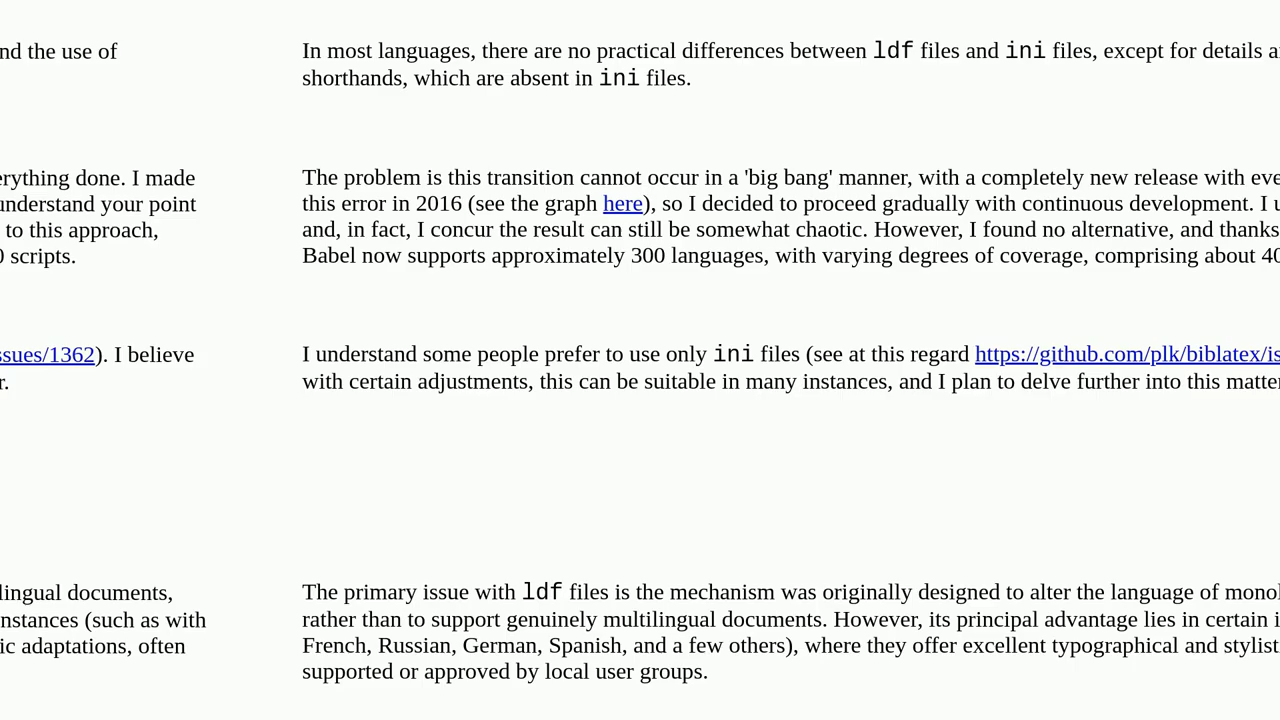 nd the use of
In most languages, there are no practical differences between ldf files and ini files, except for details a
shorthands, which are absent in ini files.
erything done. I made
understand your point
to this approach,
0 scripts.
The problem is this transition cannot occur in a 'big bang' manner, with a completely new release with eve
this error in 2016 (see the graph here), so I decided to proceed gradually with continuous development. I u
and, in fact, I concur the result can still be somewhat chaotic. However, I found no alternative, and thanks
Babel now supports approximately 300 languages, with varying degrees of coverage, comprising about 40
ssues/1362). I believe
r.
I understand some people prefer to use only ini files (see at this regard https://github.com/plk/biblatex/is
with certain adjustments, this can be suitable in many instances, and I plan to delve further into this matte
lingual documents,
nstances (such as with
ic adaptations, often
The primary issue with ldf files is the mechanism was originally designed to alter the language of mono
rather than to support genuinely multilingual documents. However, its principal advantage lies in certain i
French, Russian, German, Spanish, and a few others), where they offer excellent typographical and stylist
supported or approved by local user groups.